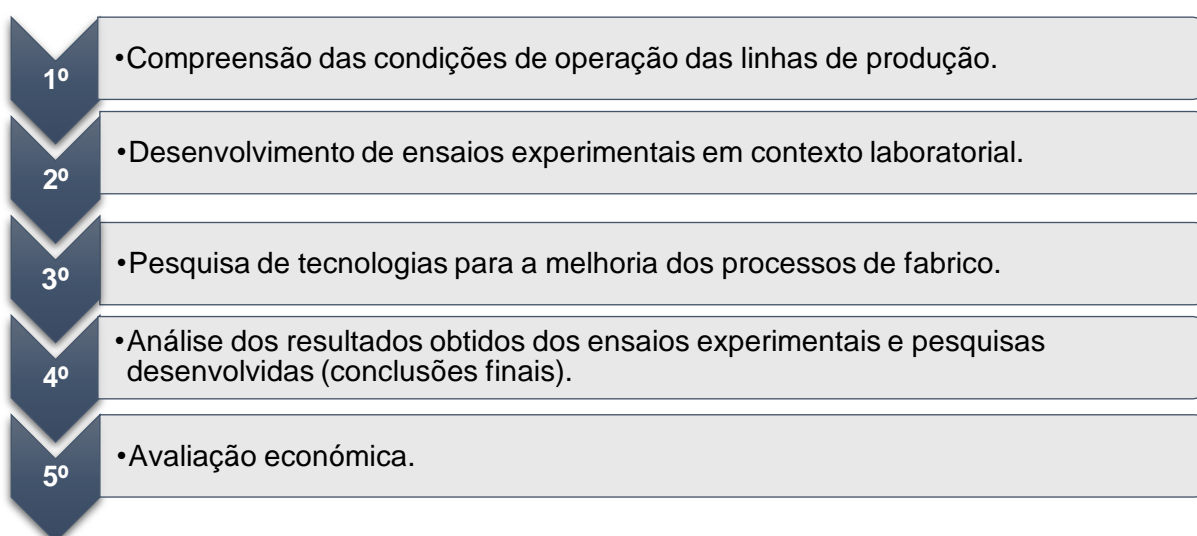 1º
•Compreensão das condições de operação das linhas de produção.
2º
•Desenvolvimento de ensaios experimentais em contexto laboratorial.
3º
•Pesquisa de tecnologias para a melhoria dos processos de fabrico.
4º
•Análise dos resultados obtidos dos ensaios experimentais e pesquisas
desenvolvidas (conclusões finais).
5º
•Avaliação económica.